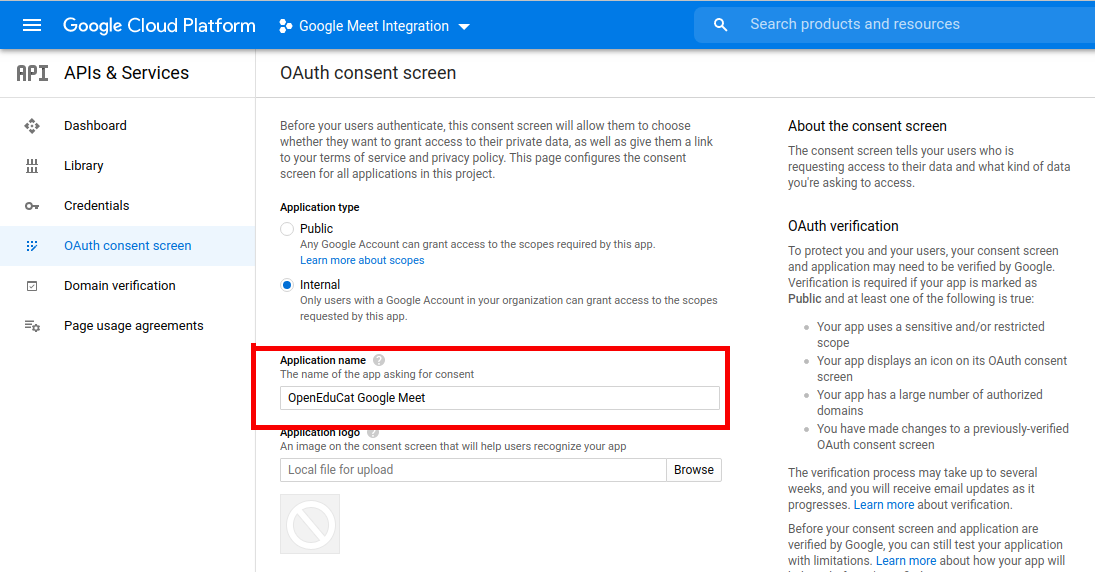 Google Cloud Platform
Google Meet Integration
Search products and resources
API
APIs & Services
Dashboard
Library
Credentials
OAuth consent screen
Domain verification
Page usage agreements
OAuth consent screen
Before your users authenticate, this consent screen will allow them to choose
whether they want to grant access to their private data, as well as give them a link
to your terms of service and privacy policy. This page configures the consent
screen for all applications in this project.
Application type
Public
Any Google Account can grant access to the scopes required by this app.
Learn more about scopes
Internal
Only users with a Google Account in your organization can grant access to the scopes
requested by this app.
Application name ?
The name of the app asking for consent
OpenEduCat Google Meet
Application logo ?
An image on the consent screen that will help users recognize your app
Local file for upload
Browse
About the consent screen
The consent screen tells your users who is
requesting access to their data and what kind of data
you're asking to access.
OAuth verification
To protect you and your users, your consent screen
and application may need to be verified by Google.
Verification is required if your app is marked as
Public and at least one of the following is true:
Your app uses a sensitive and/or restricted
scope
Your app displays an icon on its OAuth consent
screen
Your app has a large number of authorized
domains
You have made changes to a previously-verified
OAuth consent screen
The verification process may take up to several
weeks, and you will receive email updates as it
progresses. Learn more about verification.
Before your consent screen and application are
verified by Google, you can still test your application
with limitations. Learn more about how your app will